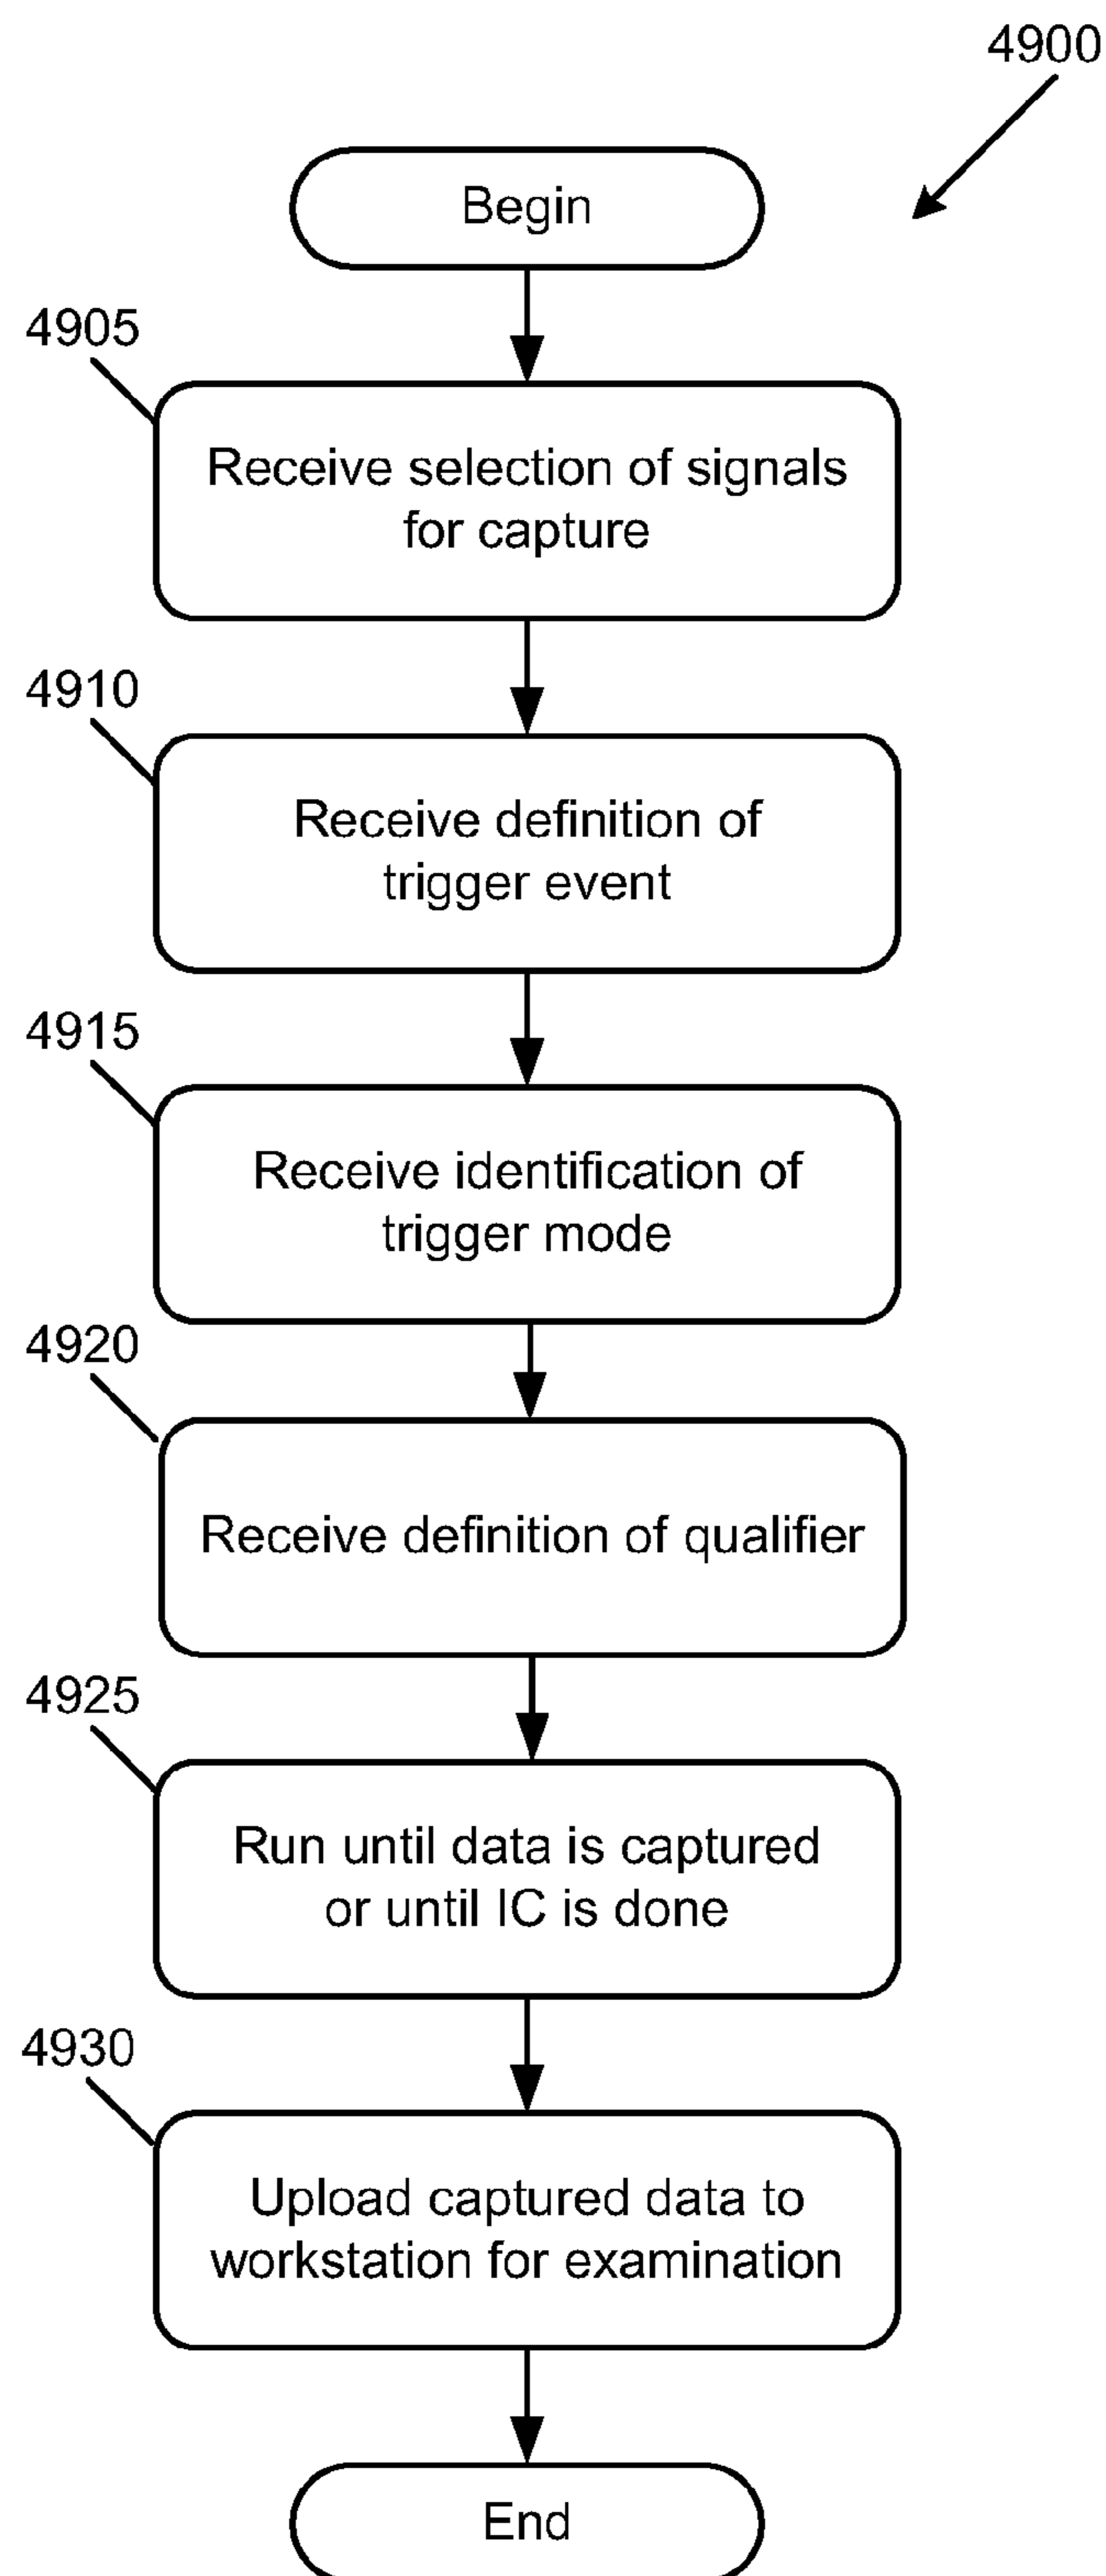 4900
Begin
4905
Receive selection of signals
for capture
4910
Receive definition of
trigger event
4915
Receive identification of
trigger mode
4920
Receive definition of qualifier
4925
Run until data is captured
or until IC is done
4930
Upload captured data to
workstation for examination
End